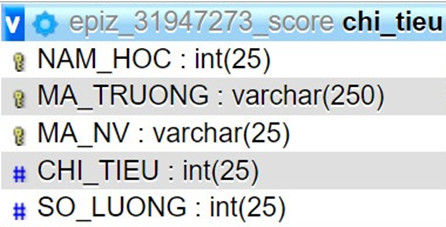 v epiz_31947273_score chi_tieu
NAM_HOC : int(25)
MA_TRUONG : varchar(250)
MA_NV : varchar(25)
# CHI_TIEU : int(25)
# SO_LUONG : int(25)